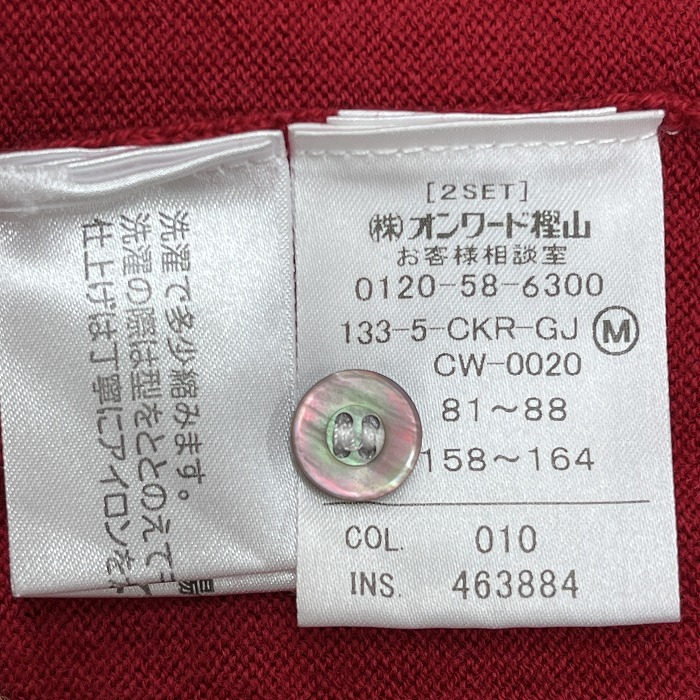 洗濯で多少縮みます。
洗濯の際は型をととのえて
仕上げは丁寧にアイロンを
[2SET]
㈱オンワード樫山
お客様相談室
0120-58-6300
133-5-CKR-GJ Ⓜ
CW-0020
81～88
158～164
COL. 010
INS. 463884